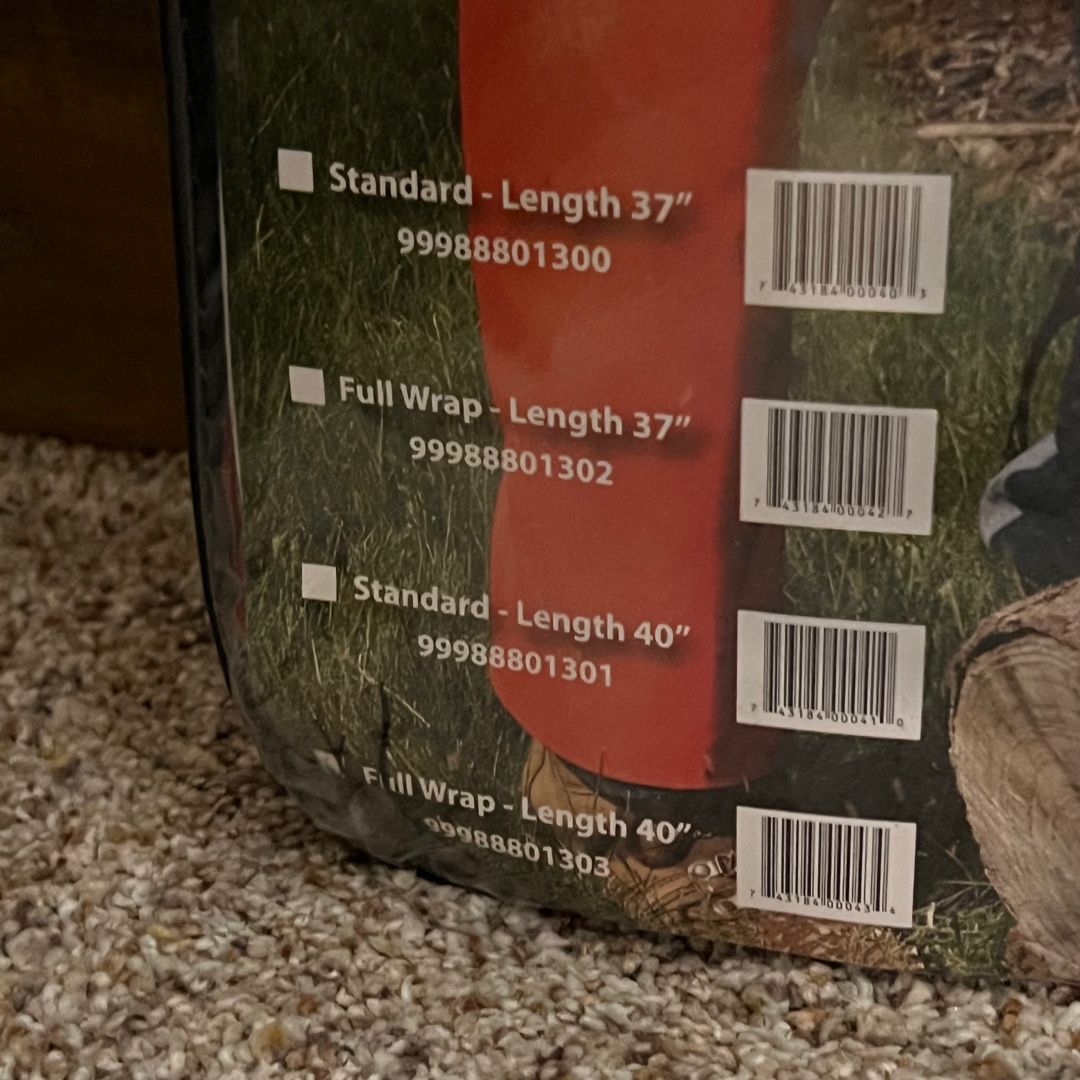 Standard - Length 37”
99988801300
7 43184 00040 3
Full Wrap - Length 37”
99988801302
7 43184 00042 7
Standard - Length 40”
99988801301
7 43184 00041 0
Full Wrap - Length 40”
99988801303
7 43184 00043 4